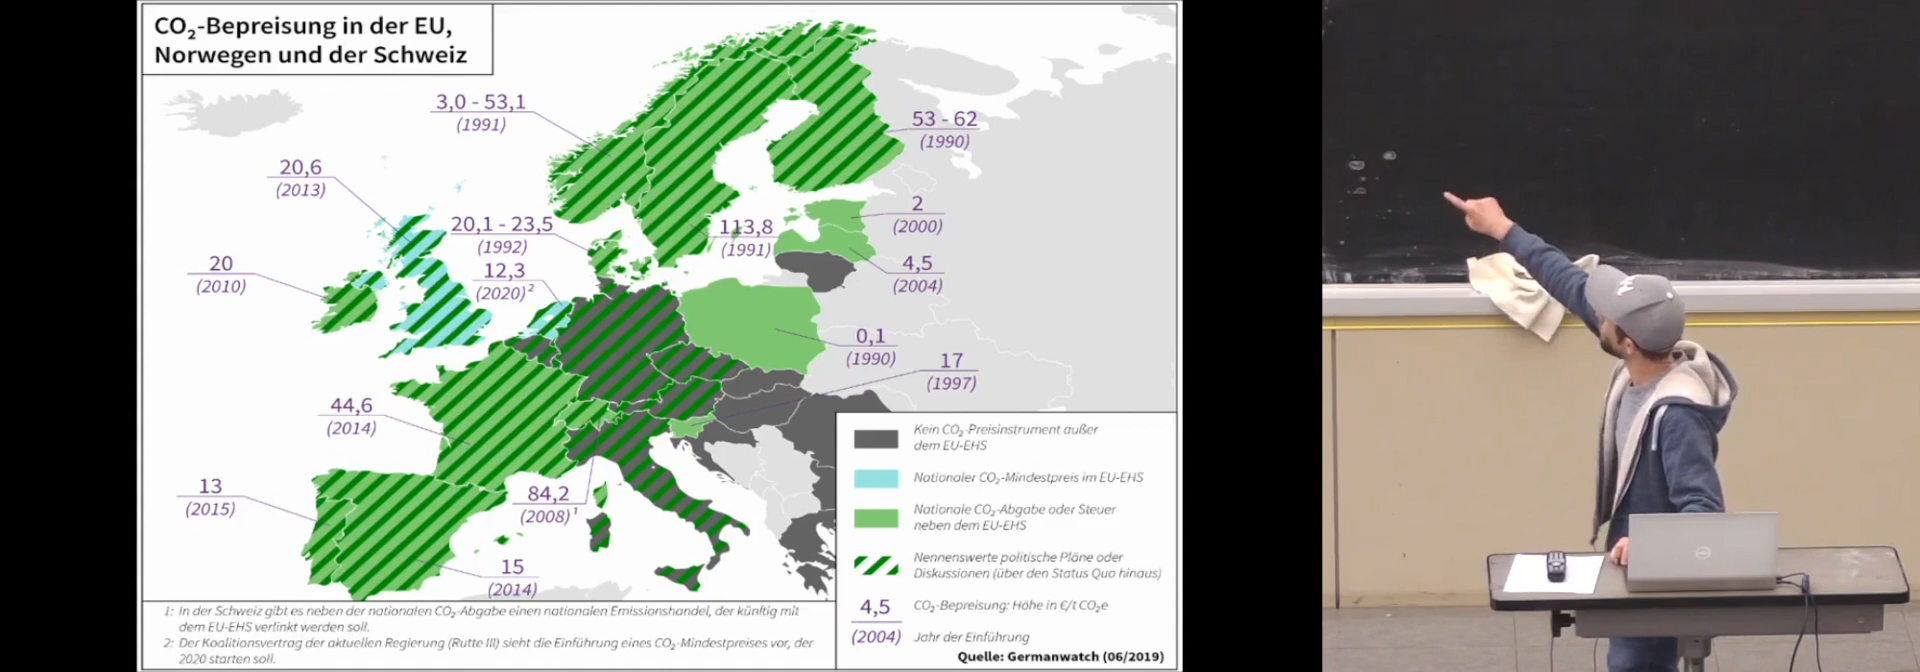 CO₂-Bepreisung in der EU,
Norwegen und der Schweiz
3,0 - 53,1
(1991)
53 - 62
(1990)
20,6
(2013)
20,1 - 23,5
(1992)
113,8
(1991)
2
(2000)
20
(2010)
12,3
(2020)²
4,5
(2004)
0,1
(1990)
17
(1997)
44,6
(2014)
13
(2015)
84,2
(2008)¹
15
(2014)
Kein CO₂-Preisinstrument außer
dem EU-EHS
Nationaler CO₂-Mindestpreis im EU-EHS
Nationale CO₂-Abgabe oder Steuer
neben dem EU-EHS
Nennenswerte politische Pläne oder
Diskussionen (über den Status Quo hinaus)
4,5 CO₂-Bepreisung: Höhe in €/t CO₂e
(2004) Jahr der Einführung
Quelle: Germanwatch (06/2019)
1: In der Schweiz gibt es neben der nationalen CO₂-Abgabe einen nationalen Emissionshandel, der künftig mit
dem EU-EHS verlinkt werden soll.
2: Der Koalitionsvertrag der aktuellen Regierung (Rutte III) sieht die Einführung eines CO₂-Mindestpreises vor, der
2020 starten soll.